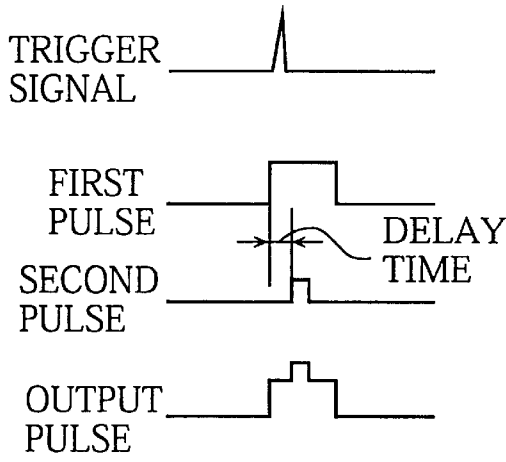 TRIGGER
SIGNAL
FIRST
PULSE
DELAY
TIME
SECOND
PULSE
OUTPUT
PULSE